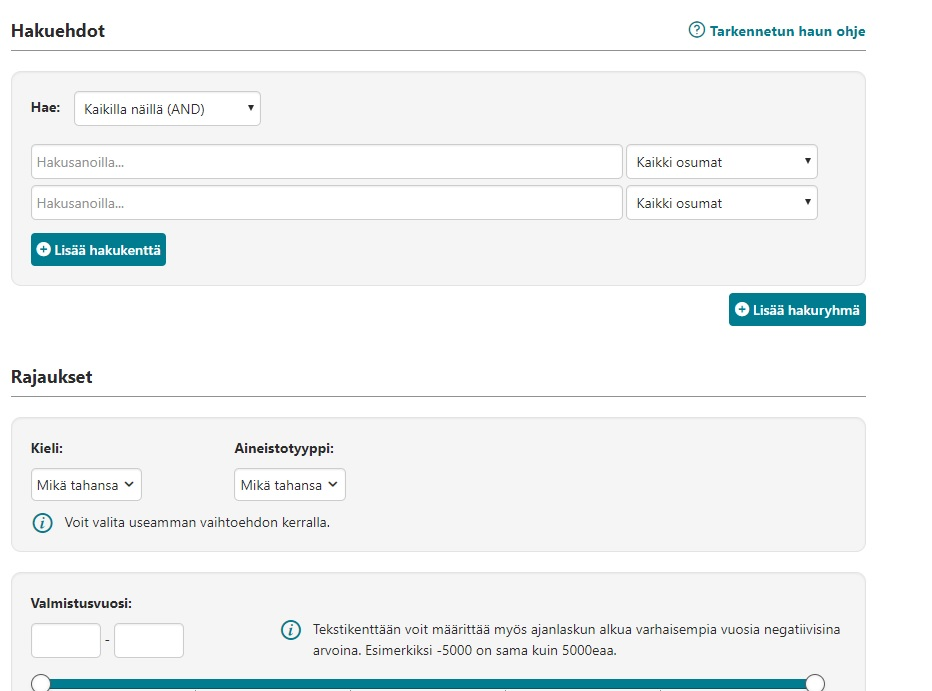 Hakuehdot
Tarkennetun haun ohje
Hae: Kaikilla näillä (AND)
Hakusanoilla... Kaikki osumat
Hakusanoilla... Kaikki osumat
Lisää hakukenttä
Lisää hakuryhmä
Rajaukset
Kieli: Aineistotyyppi:
Mikä tahansa Mikä tahansa
Voit valita useamman vaihtoehdon kerralla.
Valmistusvuosi:
-
Tekstikenttään voit määrittää myös ajanlaskun alkua varhaisempia vuosia negatiivisina
arvoina. Esimerkiksi -5000 on sama kuin 5000eaa.